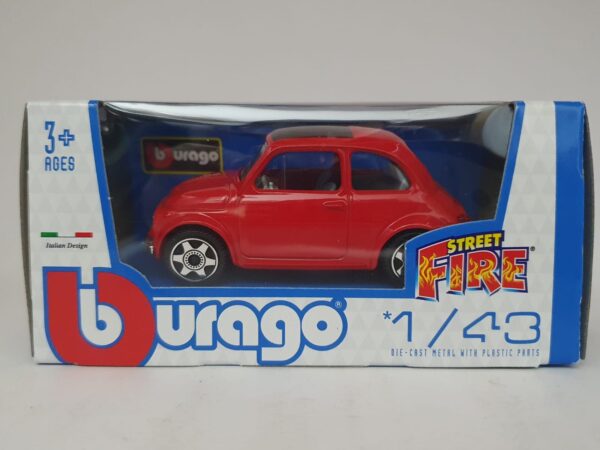 3+
AGES
burago
Italian Design
STREET
FIRE®
burago®
*1/43
DIE-CAST METAL WITH PLASTIC PARTS